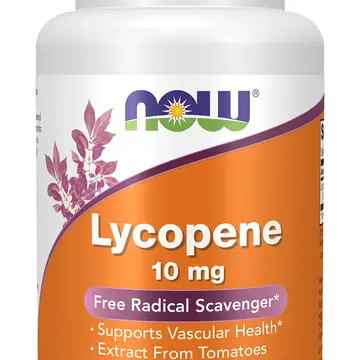 NOW®
Lycopene
10 mg
Free Radical Scavenger*
• Supports Vascular Health*
• Extract From Tomatoes